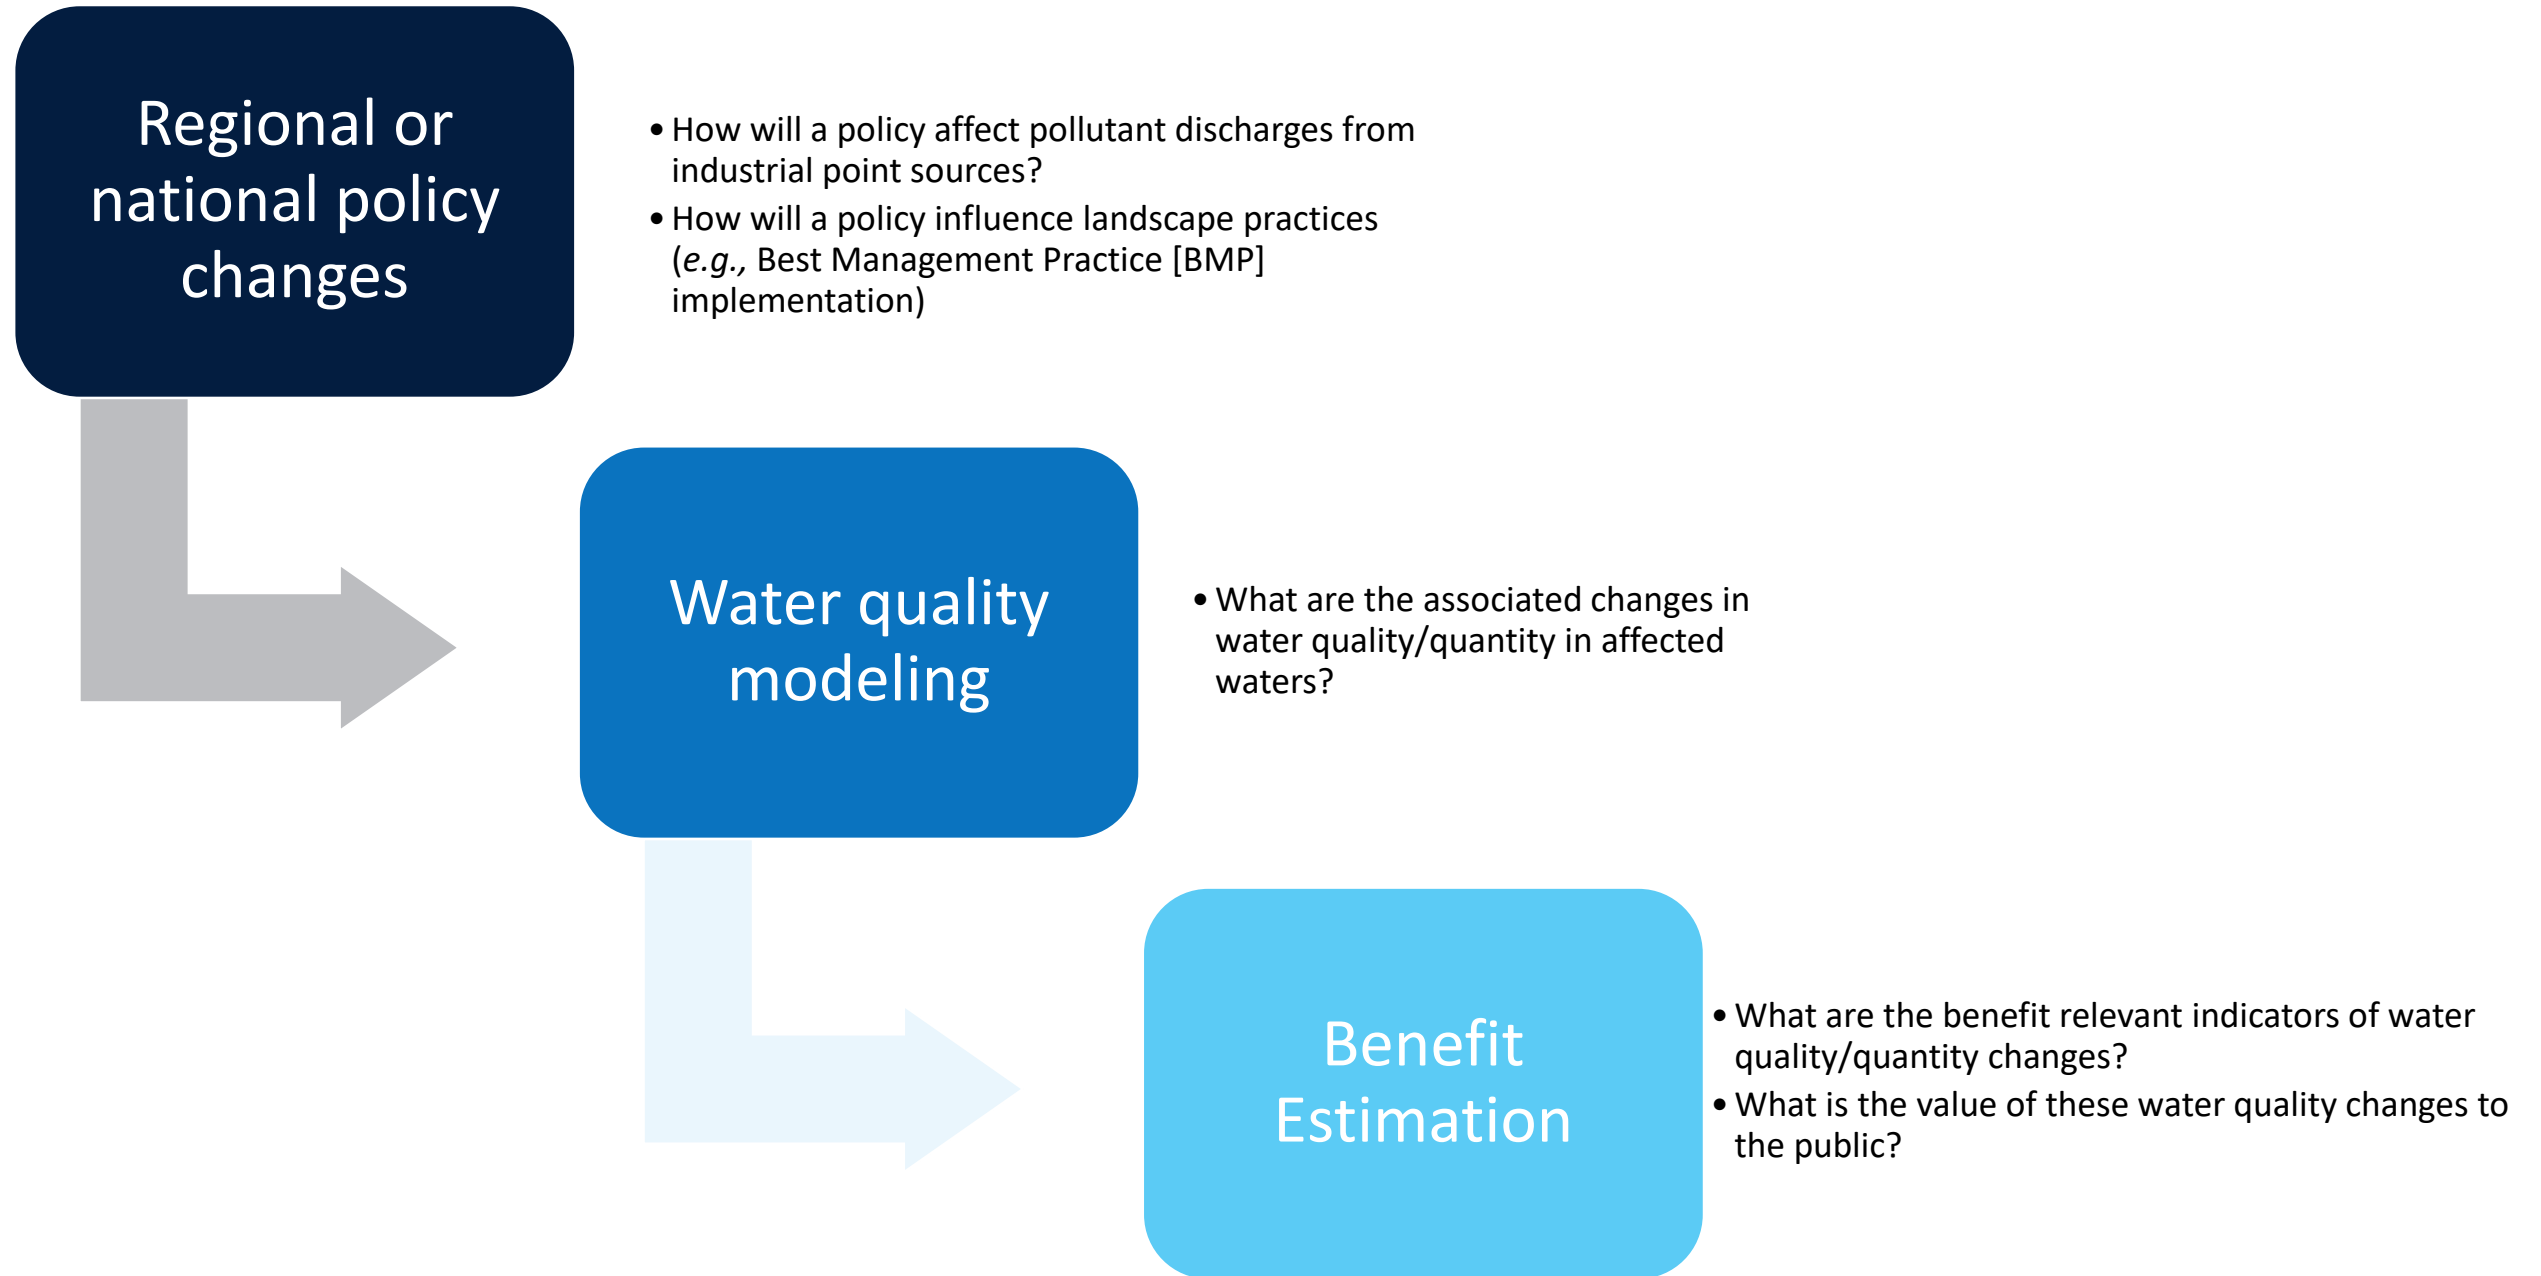 Regional or
national policy
changes
• How will a policy affect pollutant discharges from
industrial point sources?
• How will a policy influence landscape practices
(e.g., Best Management Practice [BMP]
implementation)
Water quality
modeling
• What are the associated changes in
water quality/quantity in affected
waters?
Benefit
Estimation
• What are the benefit relevant indicators of water
quality/quantity changes?
• What is the value of these water quality changes to
the public?